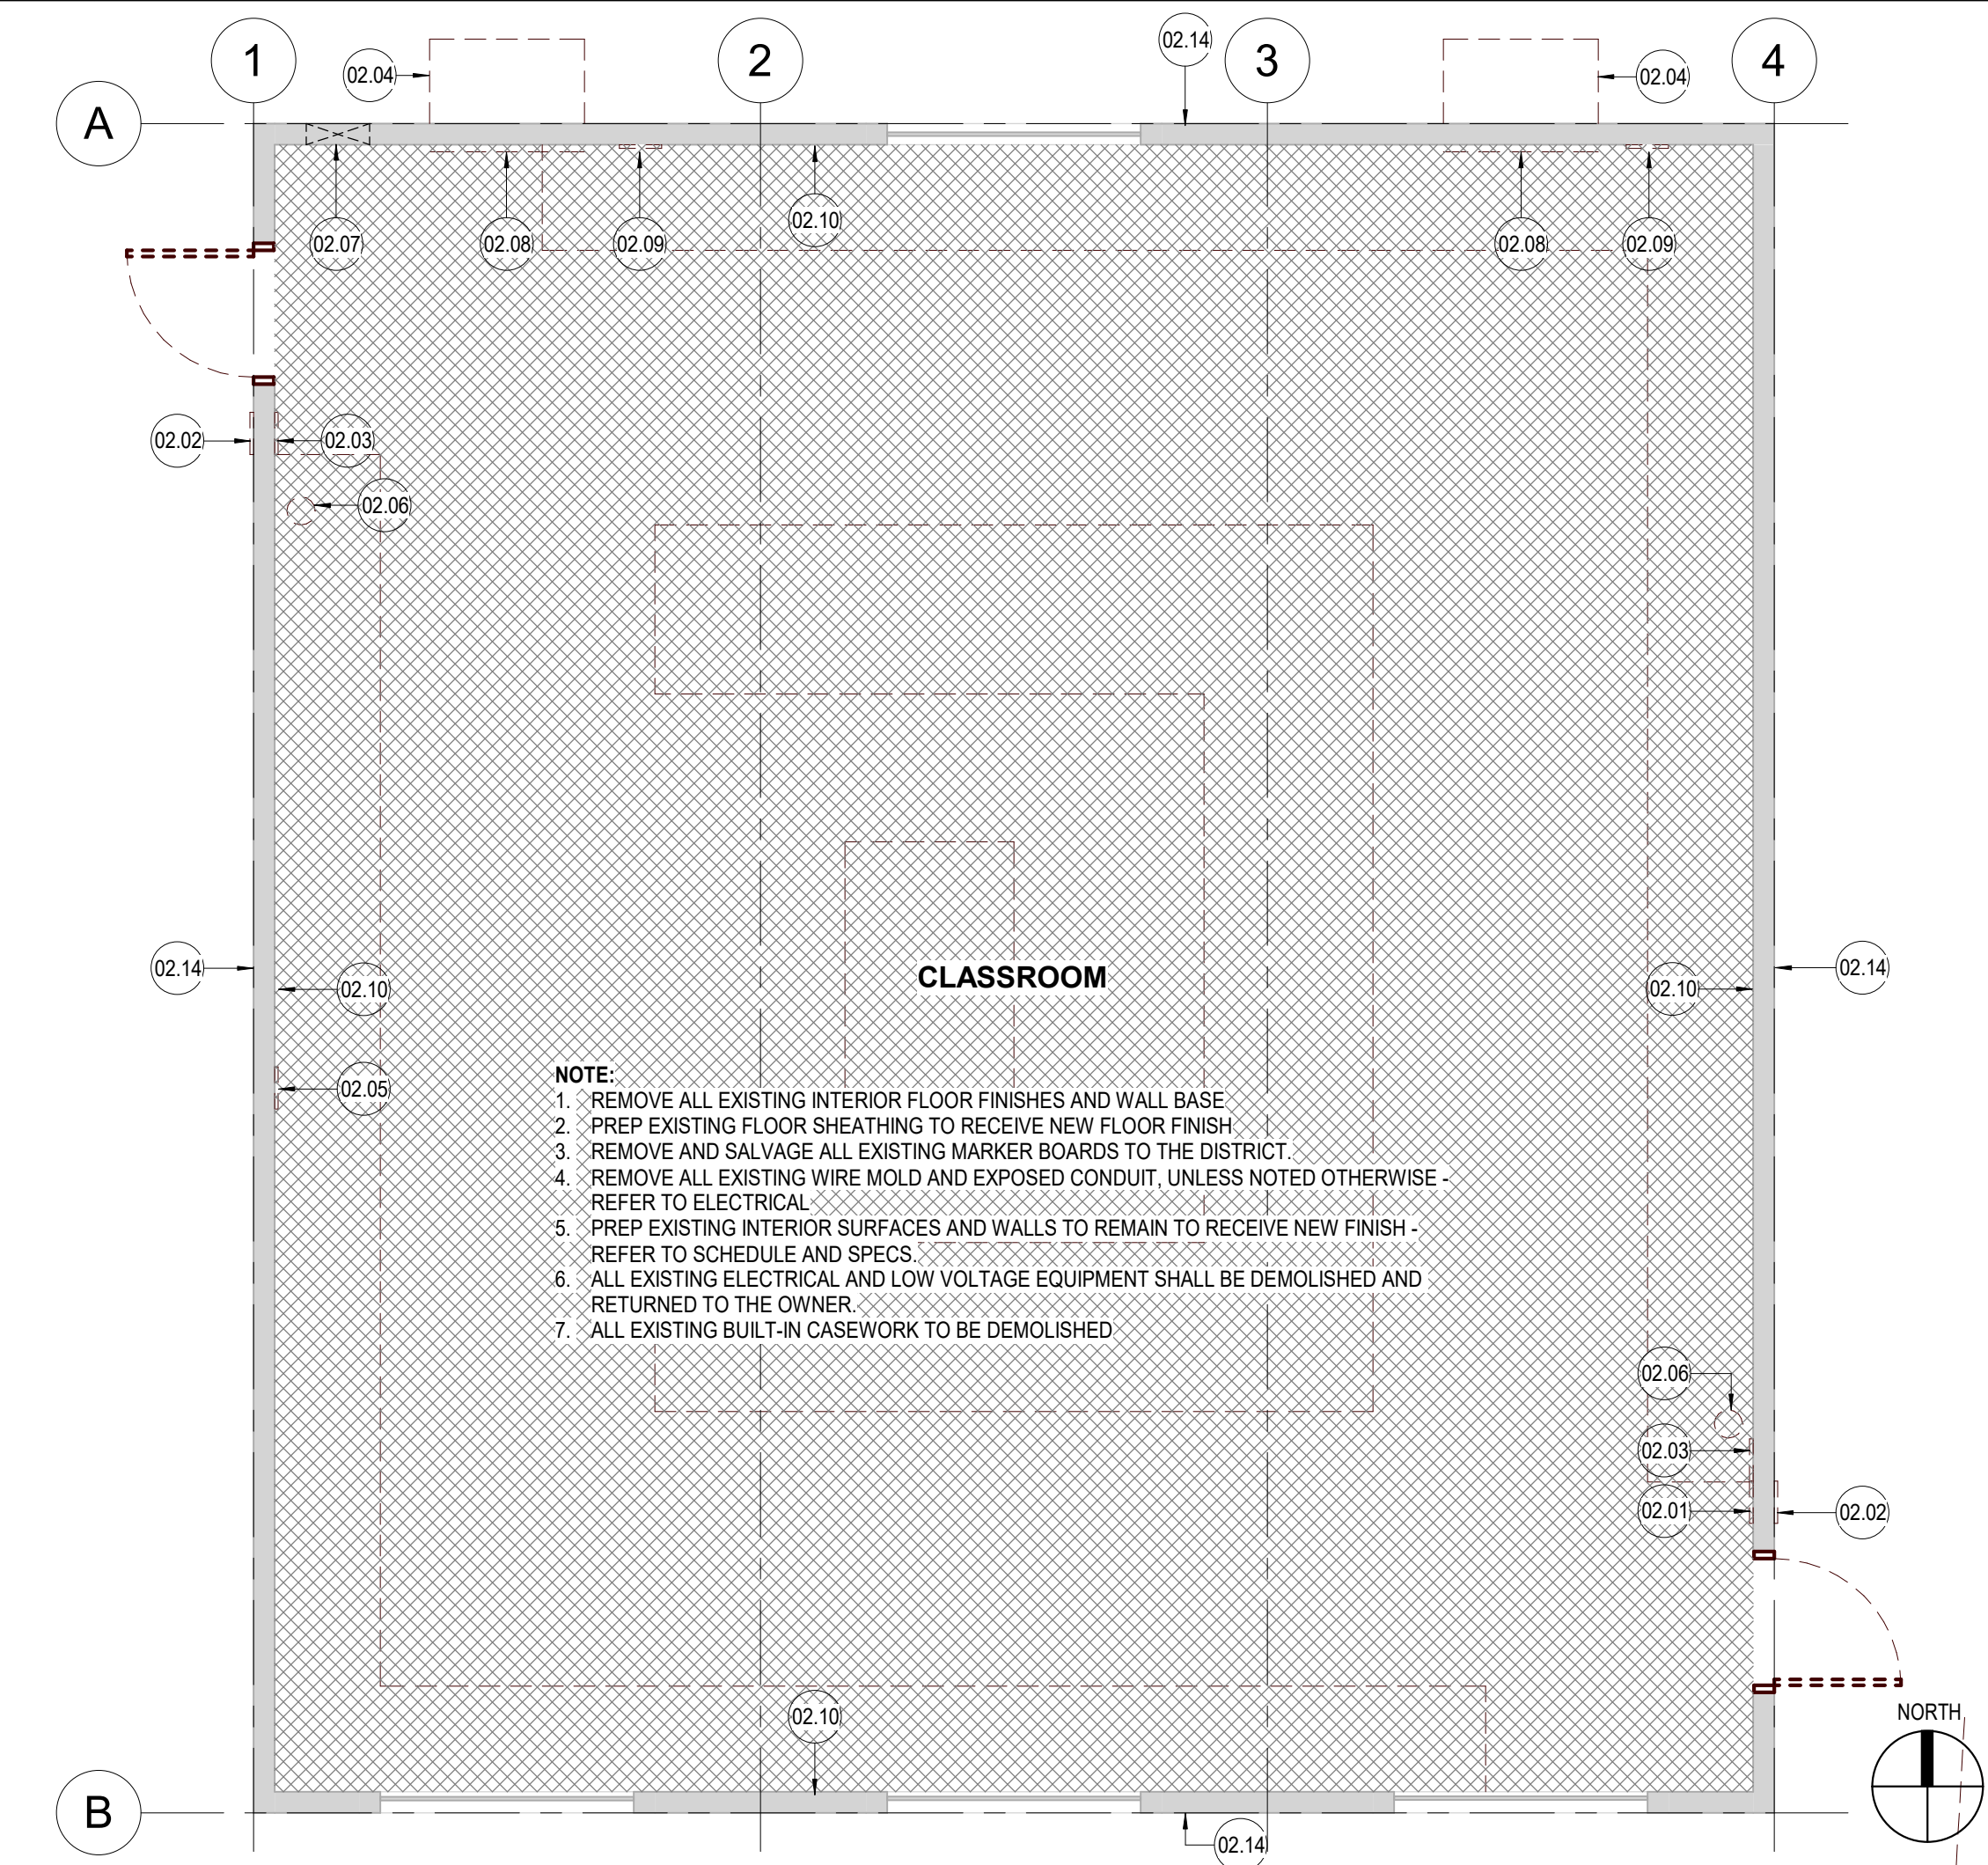 1
2
3
4
02.14
02.04
02.04
A
02.10
02.07
02.08
02.09
02.08
02.09
02.02
02.03
02.06
02.14
02.10
CLASSROOM
02.10
02.14
02.05
NOTE:
1. REMOVE ALL EXISTING INTERIOR FLOOR FINISHES AND WALL BASE
2. PREP EXISTING FLOOR SHEATHING TO RECEIVE NEW FLOOR FINISH
3. REMOVE AND SALVAGE ALL EXISTING MARKER BOARDS TO THE DISTRICT.
4. REMOVE ALL EXISTING WIRE MOLD AND EXPOSED CONDUIT, UNLESS NOTED OTHERWISE -
REFER TO ELECTRICAL
5. PREP EXISTING INTERIOR SURFACES AND WALLS TO REMAIN TO RECEIVE NEW FINISH -
REFER TO SCHEDULE AND SPECS.
6. ALL EXISTING ELECTRICAL AND LOW VOLTAGE EQUIPMENT SHALL BE DEMOLISHED AND
RETURNED TO THE OWNER.
7. ALL EXISTING BUILT-IN CASEWORK TO BE DEMOLISHED
02.06
02.03
02.01
02.02
02.10
NORTH
B
02.14